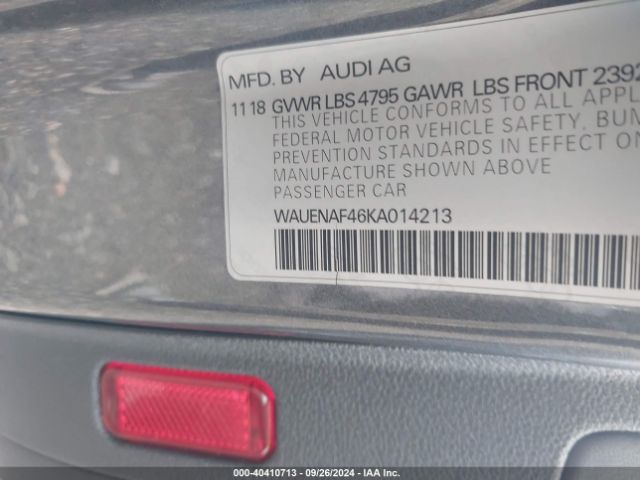 MFD. BY AUDI AG
11 18 GVWR LBS 4795 GAWR LBS FRONT 2392
THIS VEHICLE CONFORMS TO ALL APPL
FEDERAL MOTOR VEHICLE SAFETY, BUM
PREVENTION STANDARDS IN EFFECT ON
MANUFACTURE SHOWN ABOVE
PASSENGER CAR
WAUENAF46KA014213
000-40410713 - 09/26/2024 - IAA Inc.